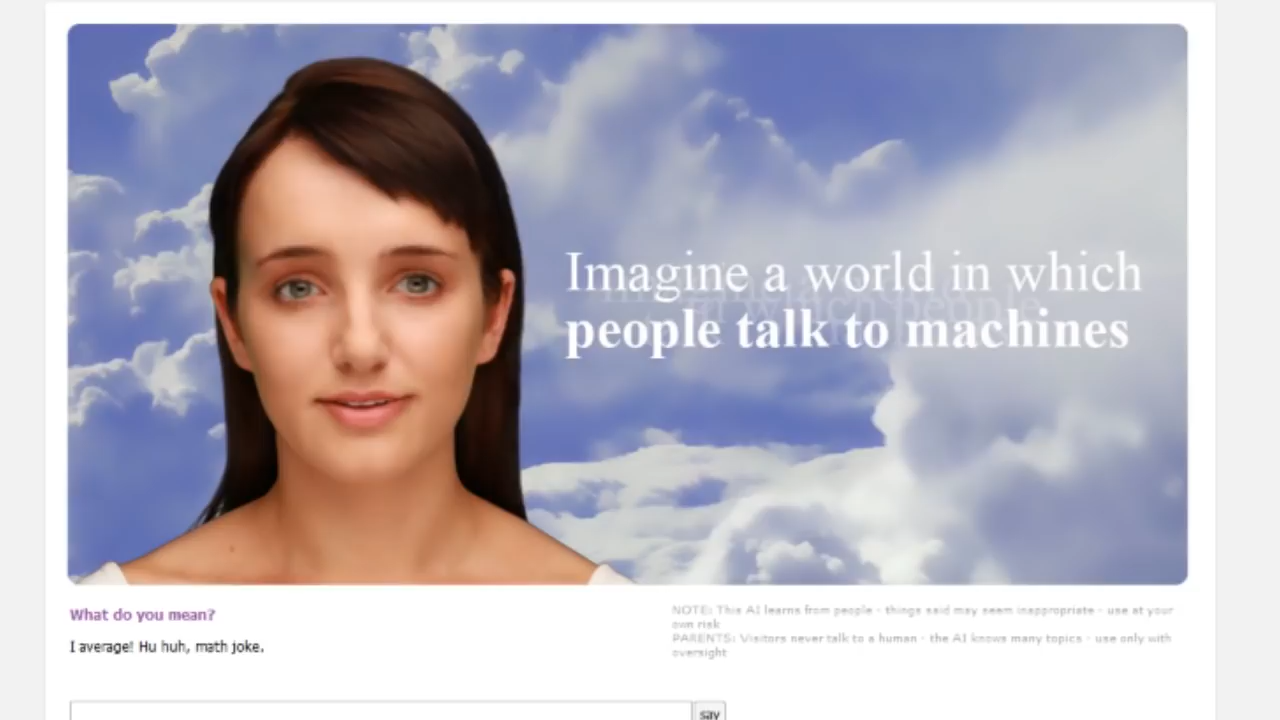 Imagine a world in which
people talk to machines
What do you mean?
I average! Hu huh, math joke.
NOTE: This AI learns from people - things said may seem inappropriate - use at your
own risk
PARENTS: Visitors never talk to a human - the AI knows many topics - use only with
oversight
say